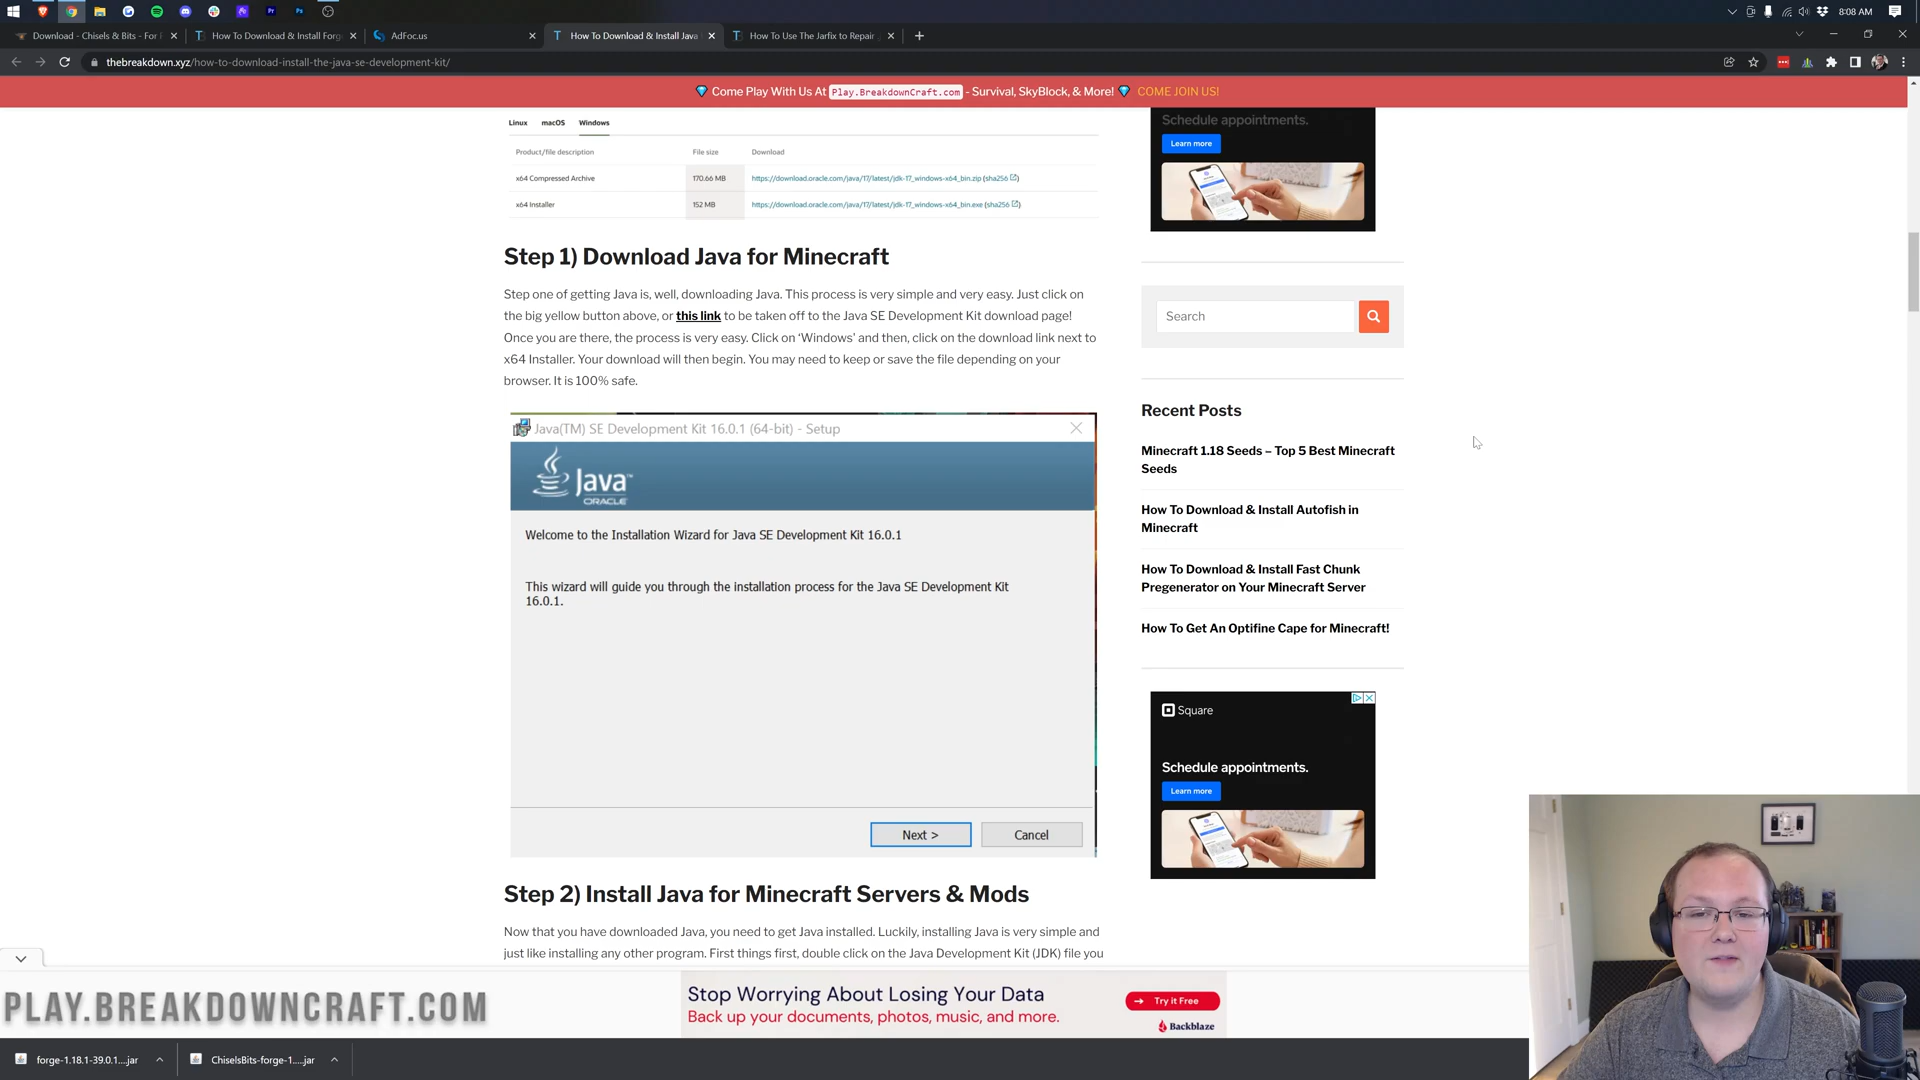 8:08 AM
Download - Chisels & Bits - For
How To Download & Install Forg
AdFoc.us
How To Download & Install Java
How To Use The Jarfix to Repair
thebreakdown.xyz/how-to-download-install-the-java-se-development-kit/
Come Play With Us At Play.BreakdownCraft.com - Survival, SkyBlock, & More! COME JOIN US!
Linux macOS Windows
Product/file description File size Download
x64 Compressed Archive 170.66 MB https://download.oracle.com/java/17/latest/jdk-17_windows-x64_bin.zip (sha256)
x64 Installer 152 MB https://download.oracle.com/java/17/latest/jdk-17_windows-x64_bin.exe (sha256)
Step 1) Download Java for Minecraft
Step one of getting Java is, well, downloading Java. This process is very simple and very easy. Just click on
the big yellow button above, or this link to be taken off to the Java SE Development Kit download page!
Once you are there, the process is very easy. Click on ‘Windows’ and then, click on the download link next to
x64 Installer. Your download will then begin. You may need to keep or save the file depending on your
browser. It is 100% safe.
Java(TM) SE Development Kit 16.0.1 (64-bit) - Setup
Java™
ORACLE
Welcome to the Installation Wizard for Java SE Development Kit 16.0.1
This wizard will guide you through the installation process for the Java SE Development Kit
16.0.1.
Next >
Cancel
Step 2) Install Java for Minecraft Servers & Mods
Now that you have downloaded Java, you need to get Java installed. Luckily, installing Java is very simple and
just like installing any other program. First things first, double click on the Java Development Kit (JDK) file you
Schedule appointments.
Learn more
Search
Recent Posts
Minecraft 1.18 Seeds – Top 5 Best Minecraft
Seeds
How To Download & Install Autofish in
Minecraft
How To Download & Install Fast Chunk
Pregenerator on Your Minecraft Server
How To Get An Optifine Cape for Minecraft!
Square
Schedule appointments.
Learn more
PLAY.BREAKDOWNCRAFT.COM
Stop Worrying About Losing Your Data
Back up your documents, photos, music, and more.
Try it Free
Backblaze
forge-1.18.1-39.0.1....jar
ChiselsBits-forge-1.....jar